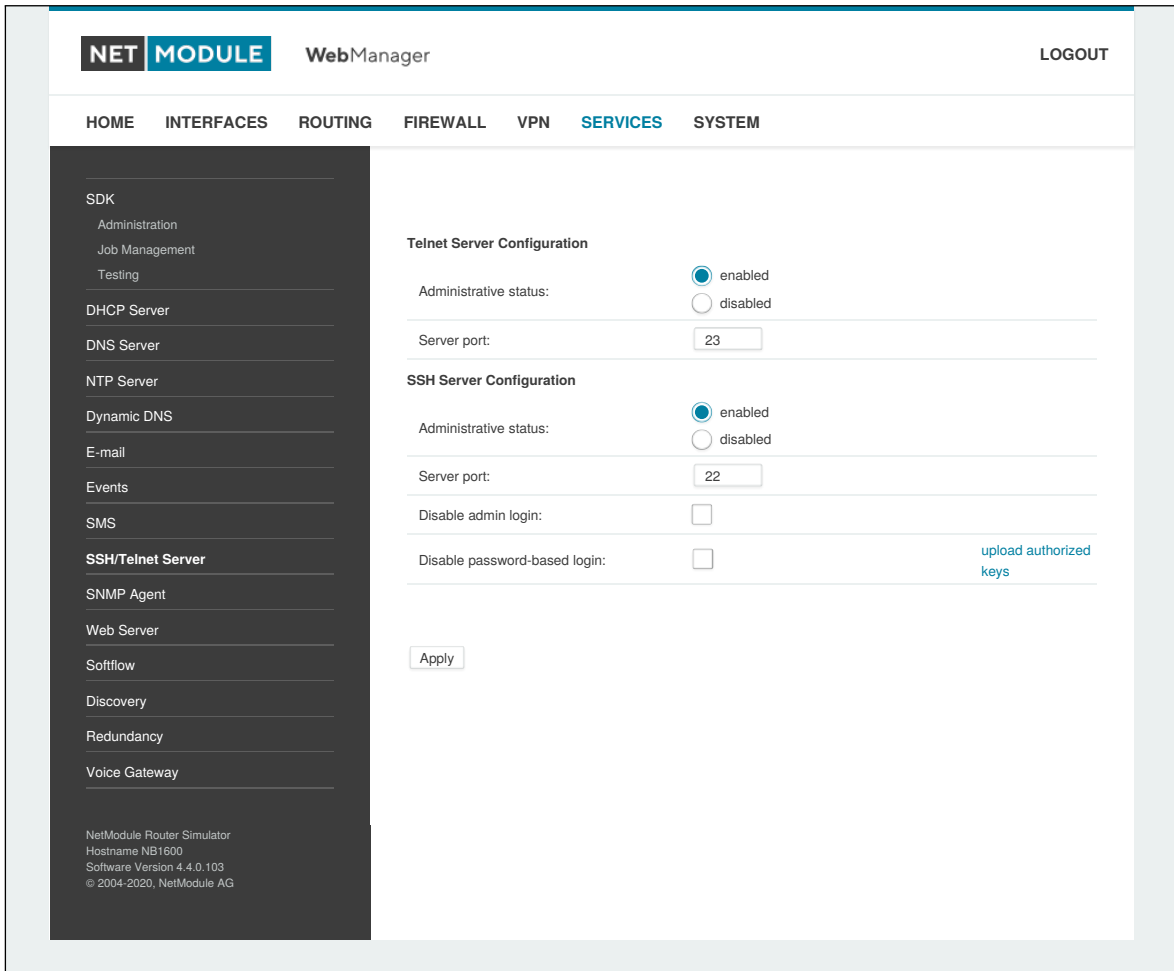 NET MODULE WebManager LOGOUT
HOME INTERFACES ROUTING FIREWALL VPN SERVICES SYSTEM
SDK
Administration
Job Management
Testing
DHCP Server
DNS Server
NTP Server
Dynamic DNS
E-mail
Events
SMS
SSH/Telnet Server
SNMP Agent
Web Server
Softflow
Discovery
Redundancy
Voice Gateway
NetModule Router Simulator
Hostname NB1600
Software Version 4.4.0.103
© 2004-2020, NetModule AG
Telnet Server Configuration
Administrative status:
enabled
disabled
Server port: 23
SSH Server Configuration
Administrative status:
enabled
disabled
Server port: 22
Disable admin login:
Disable password-based login:
upload authorized
keys
Apply